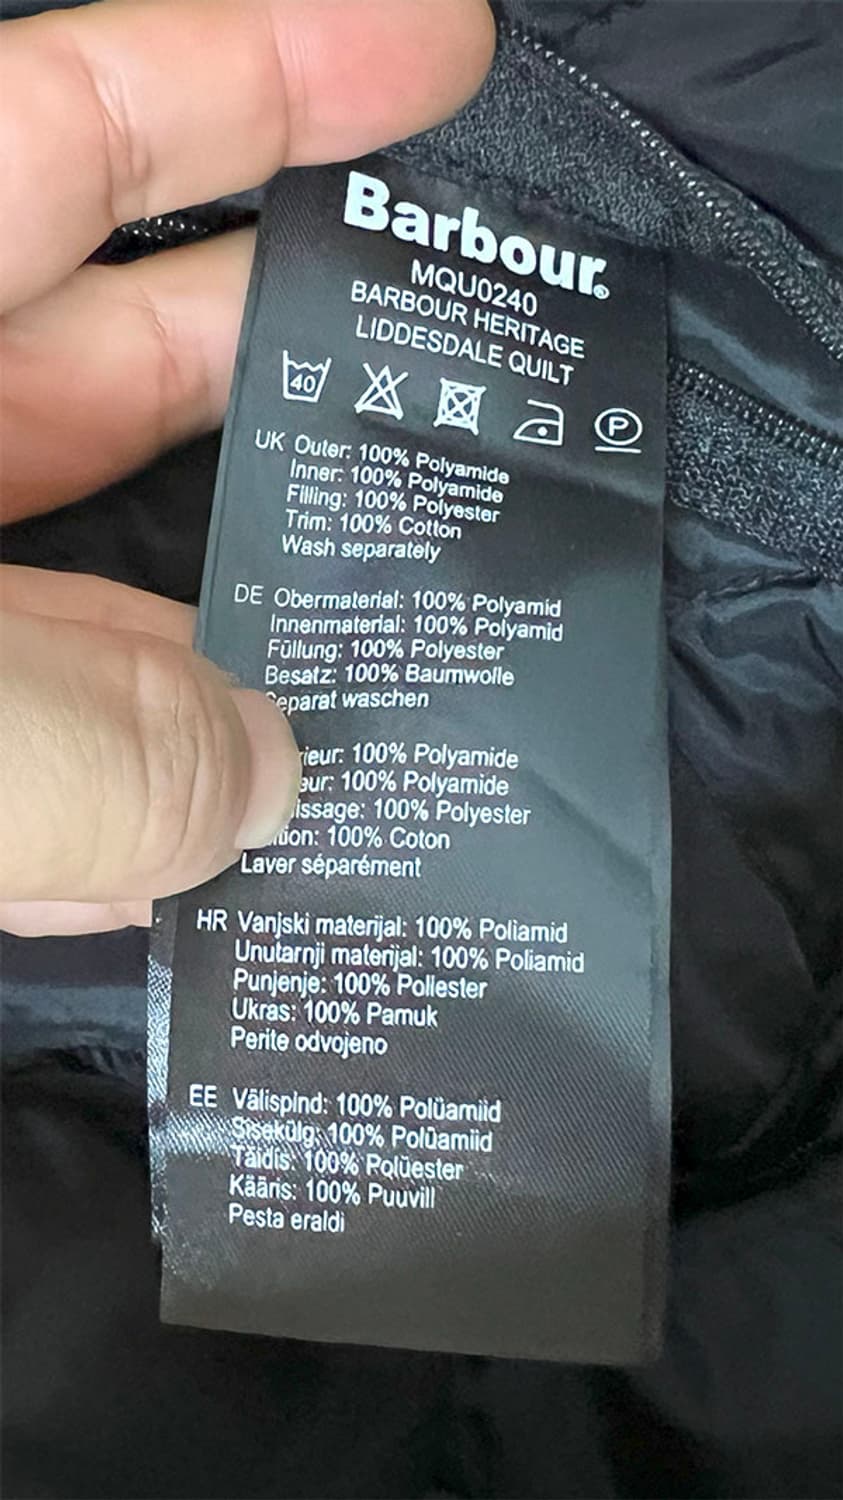 Barbour®
MQU0240
BARBOUR HERITAGE
LIDDESDALE QUILT
40
P
UK Outer: 100% Polyamide
Inner: 100% Polyamide
Filling: 100% Polyester
Trim: 100% Cotton
Wash separately
DE Obermaterial: 100% Polyamid
Innenmaterial: 100% Polyamid
Füllung: 100% Polyester
Besatz: 100% Baumwolle
waschen
100% Polyamide
100% Polyamide
100% Polyester
100% Coton
Laver séparément
HR Vanjski materijal: 100% Poliamid
Unutarnji materijal: 100% Poliamid
Punjenje: 100% Poliester
Ukras: 100% Pamuk
Perite odvojeno
EE Välispind: 100% Polüamiid
Sisekülg: 100% Polüamiid
Täidis: 100% Polüester
Kääris: 100% Puuvill
Pesta eraldi